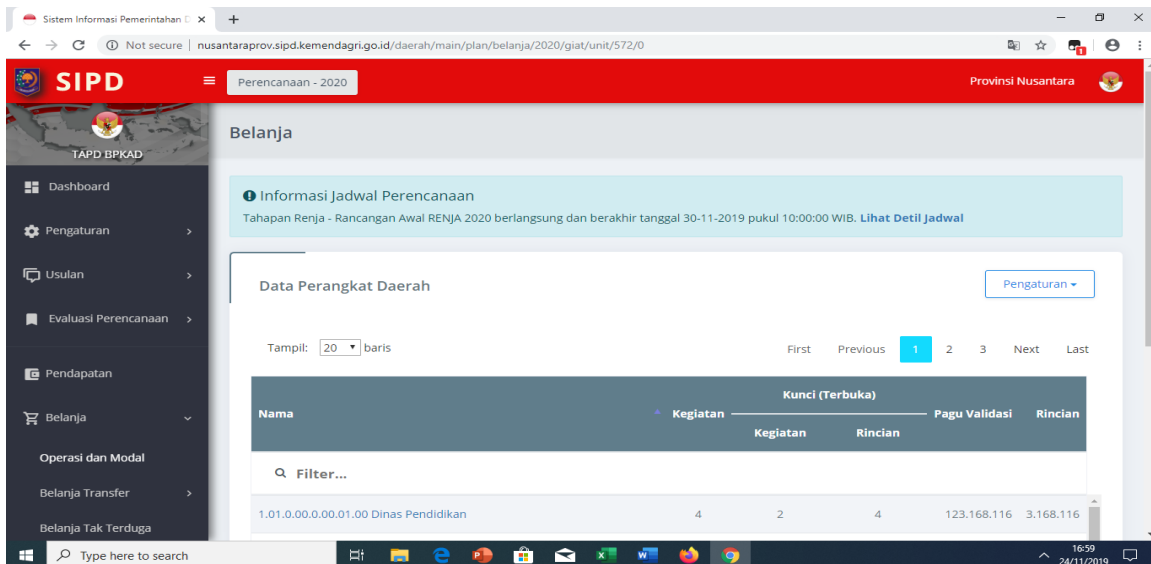 Sistem Informasi Pemerintahan D
Not secure | nusantaraprov.sipd.kemendagri.go.id/daerah/main/plan/belanja/2020/giat/unit/572/0
1
SIPD
Perencanaan - 2020
Provinsi Nusantara
TAPD BPKAD
Belanja
Dashboard
Pengaturan
Usulan
Evaluasi Perencanaan
Pendapatan
Belanja
Operasi dan Modal
Belanja Transfer
Belanja Tak Terduga
Informasi Jadwal Perencanaan
Tahapan Renja - Rancangan Awal RENJA 2020 berlangsung dan berakhir tanggal 30-11-2019 pukul 10:00:00 WIB. Lihat Detil Jadwal
Data Perangkat Daerah
Pengaturan
Tampil: 20 baris
First Previous 1 2 3 Next Last
Nama Kegiatan Kunci (Terbuka) Pagu Validasi Rincian
Kegiatan Rincian
Filter...
1.01.0.00.0.00.01.00 Dinas Pendidikan 4 2 4 123.168.116 3.168.116
Type here to search
16:59
24/11/2019